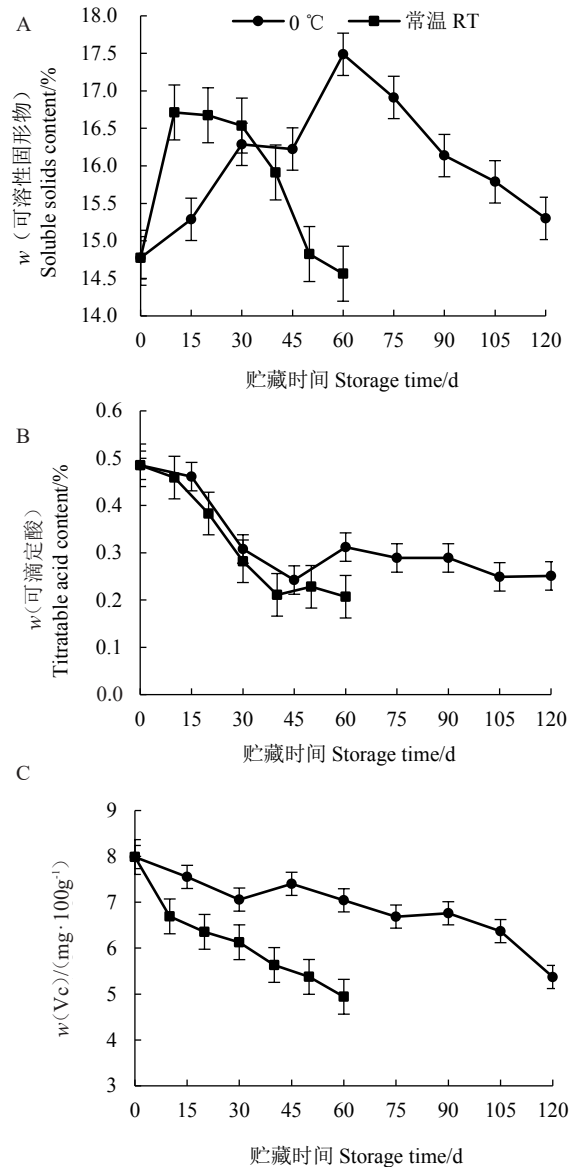 A
0 ℃ 常温 RT
w（可溶性固形物）
Soluble solids content/%
18.0
17.5
17.0
16.5
16.0
15.5
15.0
14.5
14.0
0 15 30 45 60 75 90 105 120
贮藏时间 Storage time/d
B
w(可滴定酸)
Titratable acid content/%
0.6
0.5
0.4
0.3
0.2
0.1
0.0
0 15 30 45 60 75 90 105 120
贮藏时间 Storage time/d
C
w(Vc)/(mg·100g⁻¹)
9
8
7
6
5
4
3
0 15 30 45 60 75 90 105 120
贮藏时间 Storage time/d